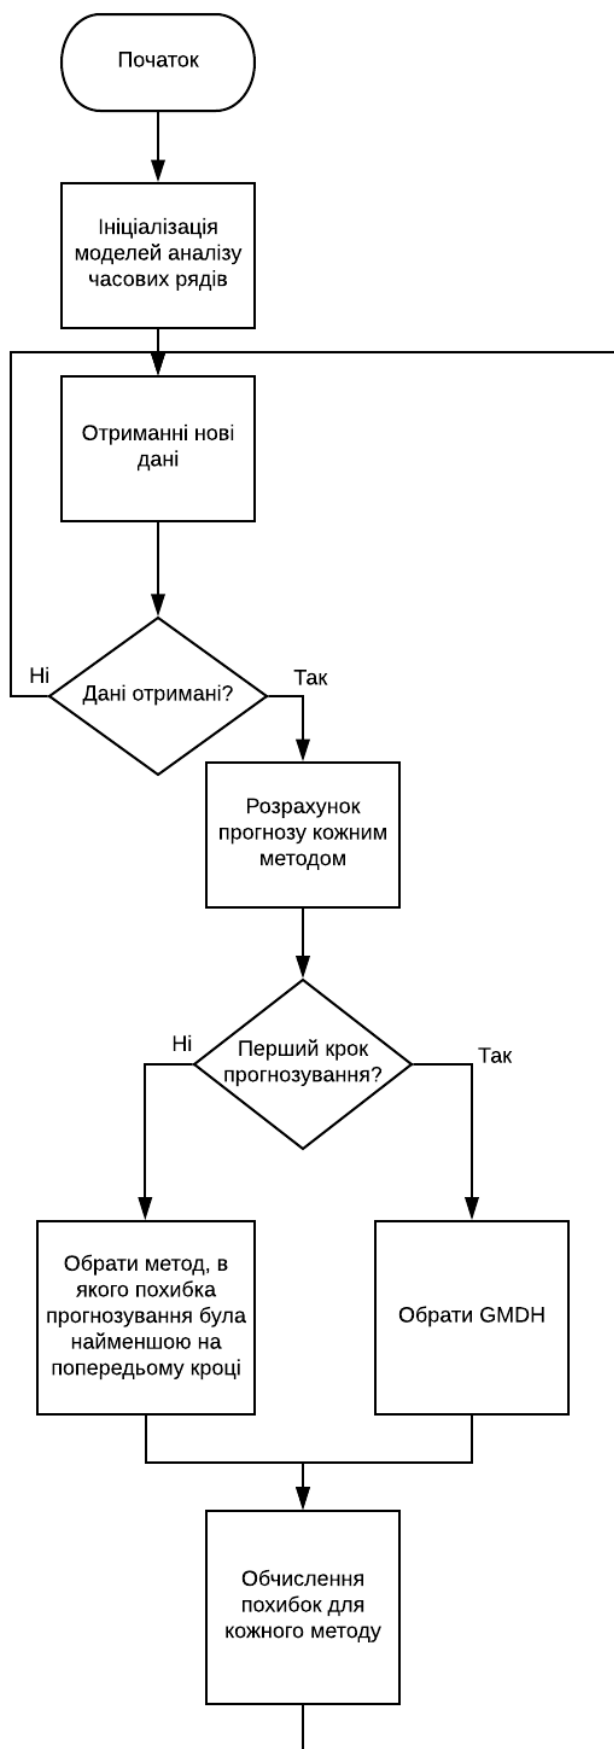 Початок
Ініціалізація
моделей аналізу
часових рядів
Отриманні нові
дані
Ні
Дані отримані?
Так
Розрахунок
прогнозу кожним
методом
Ні
Перший крок
прогнозування?
Так
Обрати метод, в
якого похибка
прогнозування була
найменшою на
попередьому кроці
Обрати GMDH
Обчислення
похибок для
кожного методу